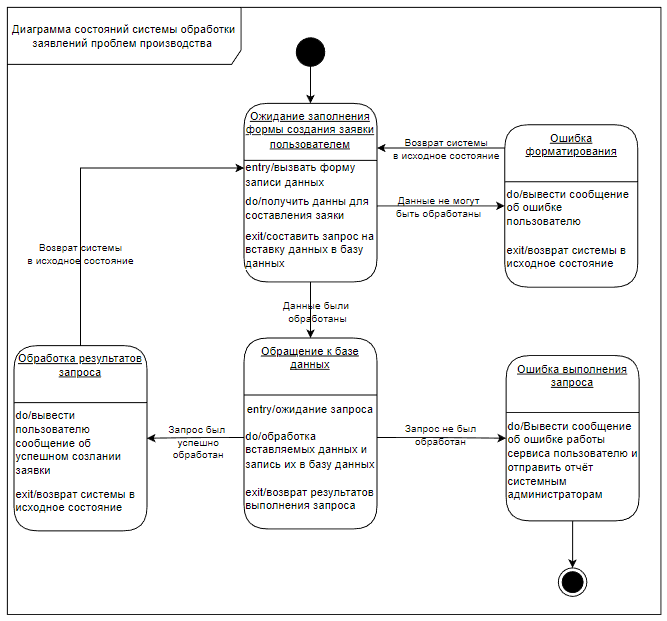 Диаграмма состояний системы обработки
заявлений проблем производства
Ожидание заполнения
формы создания заявки
пользователем
entry/вызвать форму
записи данных
do/получить данны для
составления заяки
exit/составить запрос на
вставку данных в базу
данных
Возврат системы
в исходное состояние
Данные не могут
быть обработаны
Ошибка
форматирования
do/вывести сообщение
об ошибке
пользователю
exit/возврат системы в
исходное состояние
Возврат системы
в исходное состояние
Данные были
обработаны
Обработка результатов
запроса
do/вывести
пользователю
сообщение об
успешном созлании
заявки
exit/возврат системы в
исходное состояние
Запрос был
успешно
обработан
Обращение к базе
данных
entry/ожидание запроса
do/обработка
вставляемых данных и
запись их в базу данных
exit/возврат результатов
выполнения запроса
Запрос не был
обработан
Ошибка выполнения
запроса
do/Вывести сообщение
об ошибке работы
сервиса пользователю и
отправить отчёт
системным
администраторам